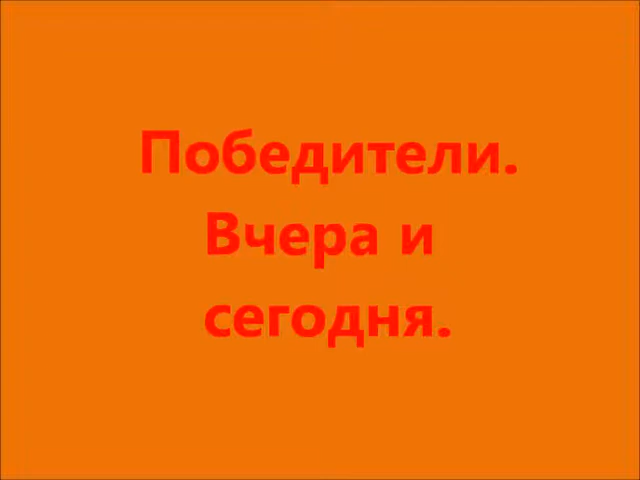 Победители.
Вчера и
сегодня.